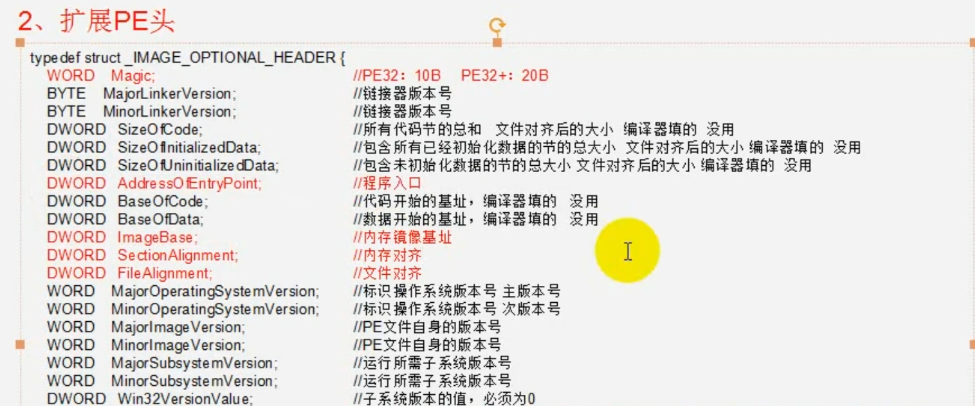 2、扩展PE头
typedef struct _IMAGE_OPTIONAL_HEADER {
WORD Magic; //PE32：10B PE32+：20B
BYTE MajorLinkerVersion; //链接器版本号
BYTE MinorLinkerVersion; //链接器版本号
DWORD SizeOfCode; //所有代码节的总和 文件对齐后的大小 编译器填的 没用
DWORD SizeOfInitializedData; //包含所有已经初始化数据的节的总大小 文件对齐后的大小 编译器填的 没用
DWORD SizeOfUninitializedData; //包含未初始化数据的节的总大小 文件对齐后的大小 编译器填的 没用
DWORD AddressOfEntryPoint; //程序入口
DWORD BaseOfCode; //代码开始的基址，编译器填的 没用
DWORD BaseOfData; //数据开始的基址，编译器填的 没用
DWORD ImageBase; //内存镜像基址
DWORD SectionAlignment; //内存对齐
DWORD FileAlignment; //文件对齐
WORD MajorOperatingSystemVersion; //标识操作系统版本号 主版本号
WORD MinorOperatingSystemVersion; //标识操作系统版本号 次版本号
WORD MajorImageVersion; //PE文件自身的版本号
WORD MinorImageVersion; //PE文件自身的版本号
WORD MajorSubsystemVersion; //运行所需子系统版本号
WORD MinorSubsystemVersion; //运行所需子系统版本号
DWORD Win32VersionValue; //子系统版本的值，必须为0